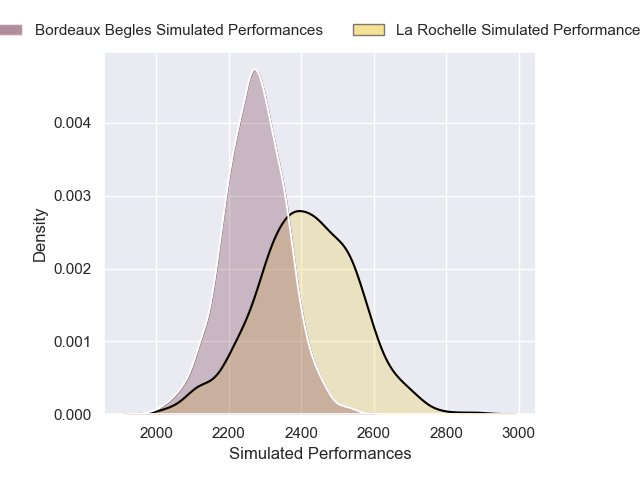 Bordeaux Begles Simulated Performances
La Rochelle Simulated Performance
0.004
0.003
0.002
0.001
0.000
Density
2000 2200 2400 2600 2800 3000
Simulated Performances